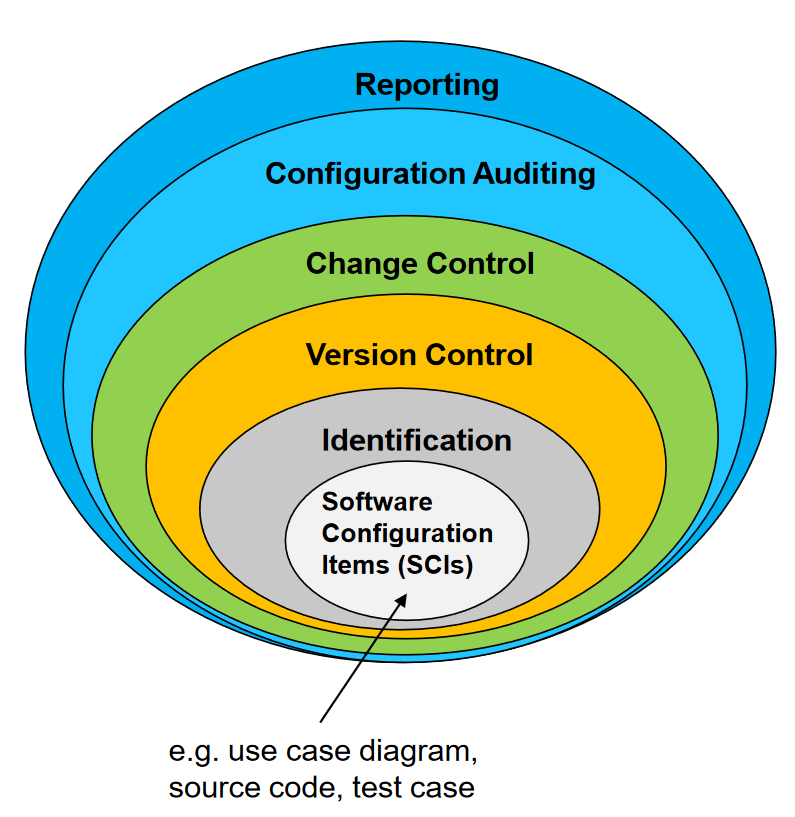 Reporting
Configuration Auditing
Change Control
Version Control
Identification
Software
Configuration
Items (SCIs)
e.g. use case diagram,
source code, test case